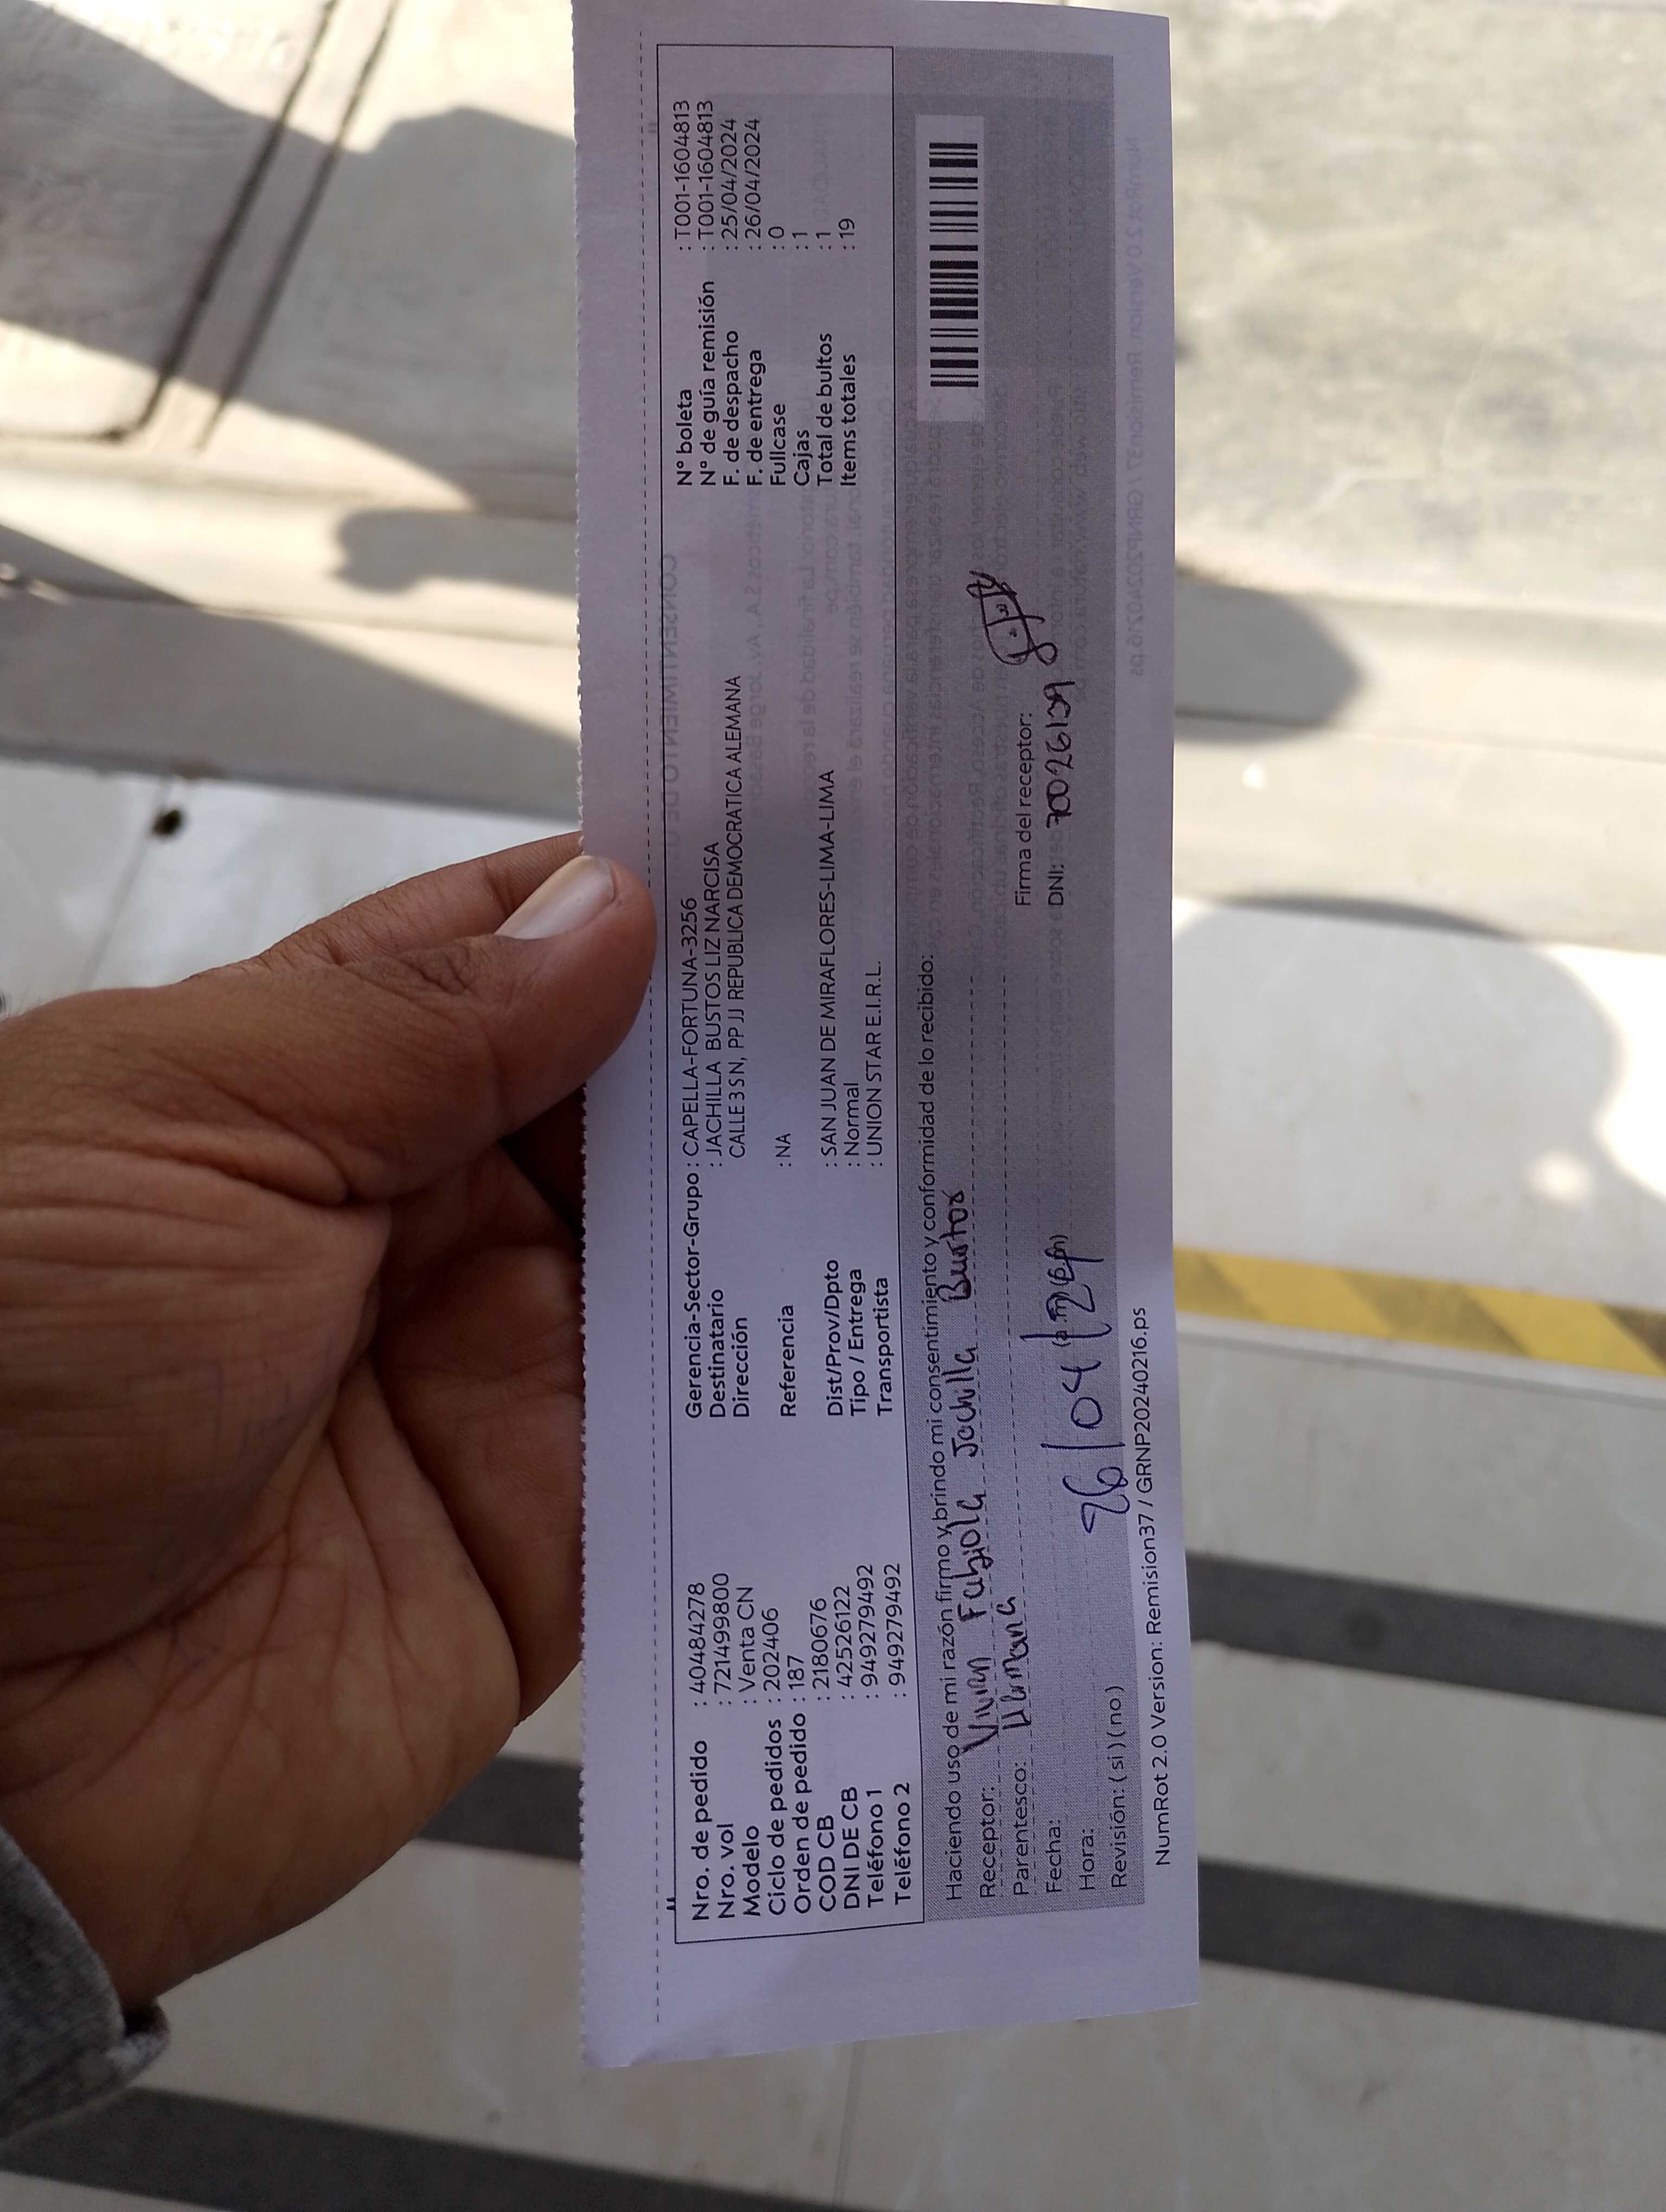 Nro. de pedido : 40484278
Nro. vol : 7214998​00
Modelo : Venta CN
Ciclo de pedidos : 202406
Orden de pedido : 187
COD CB : 2180676
DNI DE CB : 42526122
Teléfono 1 : 949279492
Teléfono 2 : 949279492
Gerencia-Sector-Grupo : CAPELLA-FORTUNA-3256
Destinatario : JACHILLA BUSTOS LIZ NARCISA
Dirección CALLE 3 SN, PP JJ REPUBLICA DEMOCRATICA ALEMANA
Referencia : NA
Dist/Prov/Dpto : SAN JUAN DE MIRAFLORES-LIMA-LIMA
Tipo / Entrega : Normal
Transportista : UNION STAR E.I.R.L.
N° boleta : T001-1604813
N° de guía remisión : T001-1604813
F. de despacho : 25/04/2024
F. de entrega : 26/04/2024
Fullcase : 0
Cajas : 1
Total de bultos : 1
Items totales : 19
Haciendo uso de mi razón firmo y brindo mi consentimiento y conformidad de lo recibido:
Receptor: Vivian Fabiola Jachilla Bustos
Parentesco: Hermana
Firma del receptor:
Fecha:
DNI: 70026139
Hora: 26/04/24
Revisión: ( si ) ( no )
NumRot 2.0 Version: Remision37 / GRNP20240216.ps